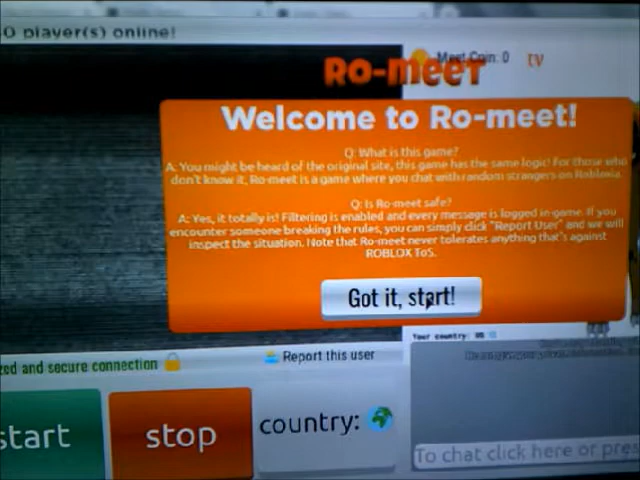 0 player(s) online!
Meet Coin: 0
Ro-meet
tv
Welcome to Ro-meet!
Q: What is this game?
A: You might be heard of the original site, this game has the same logic! For those who
don't know it, Ro-meet is a game where you chat with random strangers on Robloxia.
Q: Is Ro-meet safe?
A: Yes, it totally is! Filtering is enabled and every message is logged in-game. If you
encounter someone breaking the rules, you can simply click "Report User" and we will
inspect the situation. Note that Ro-meet never tolerates anything that's against
ROBLOX ToS.
Got it, start!
Your country:
zed and secure connection
Report this user
start
stop
country:
To chat click here or pres